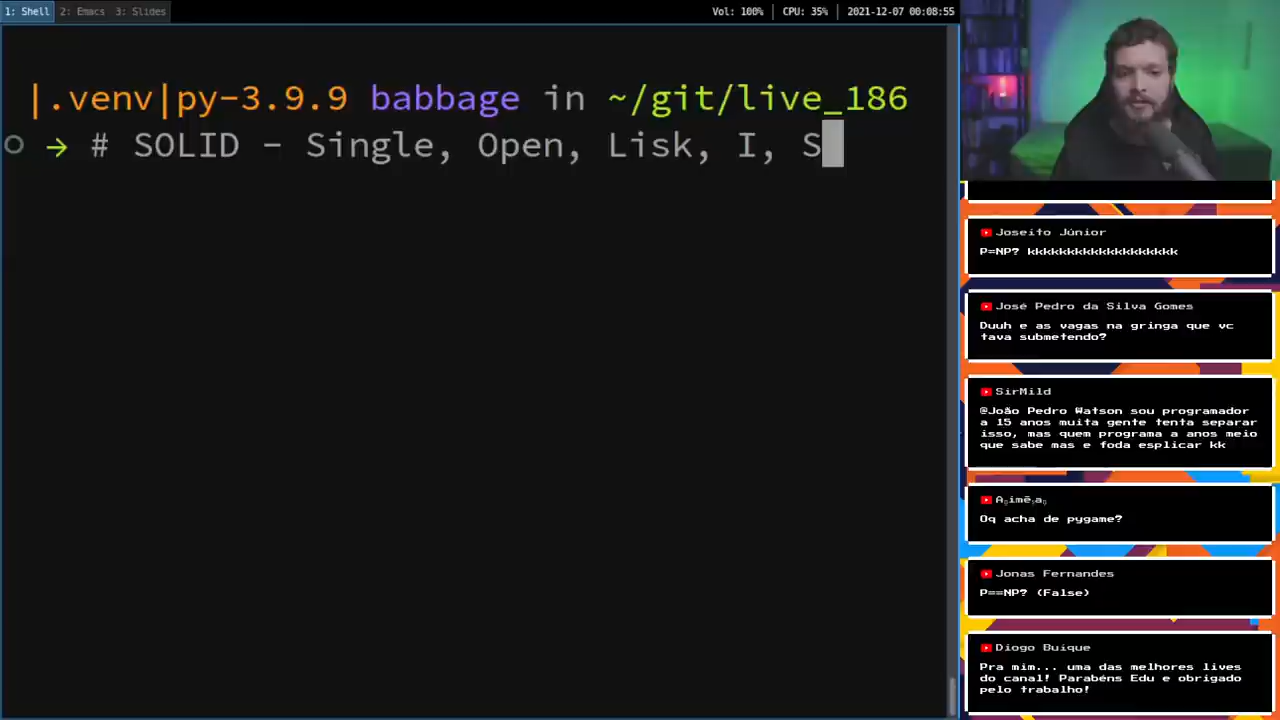 1: Shell 2: Emacs 3: Slides Vol: 100% | CPU: 35% | 2021-12-07 00:08:55
|.venv|py-3.9.9 babbage in ~/git/live_186
→ # SOLID - Single, Open, Lisk, I, S
Joseito Júnior
P=NP? kkkkkkkkkkkkkkkkkkk
José Pedro da Silva Gomes
Duuh e as vagas na gringa que vc
tava submetendo?
SirMild
@João Pedro Watson sou programador
a 15 anos muita gente tenta separar
isso, mas quem programa a anos meio
que sabe mas e foda esplicar kk
Oq acha de pygame?
Jonas Fernandes
P==NP? (False)
Diogo Buique
Pra mim... uma das melhores lives
do canal! Parabéns Edu e obrigado
pelo trabalho!